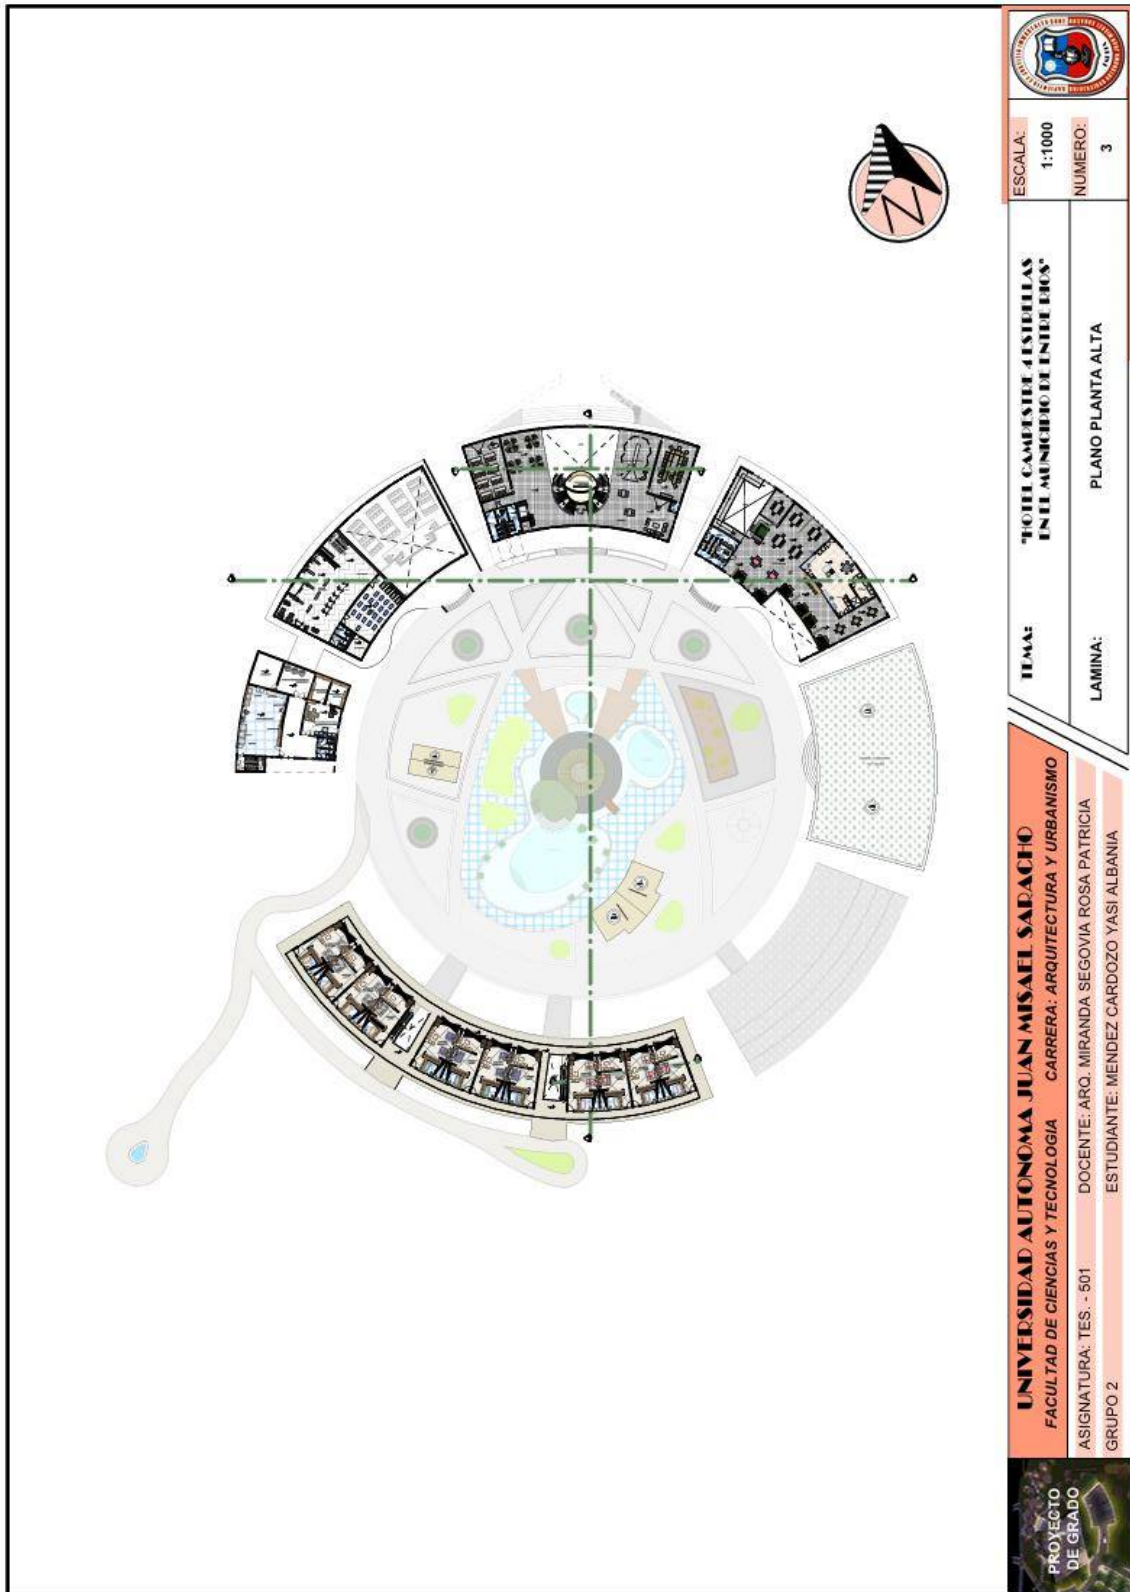 PROYECTO
DE GRADO
UNIVERSIDAD AUTONOMA JUAN MISAEL SARACHO
FACULTAD DE CIENCIAS Y TECNOLOGIA CARRERA: ARQUITECTURA Y URBANISMO
ASIGNATURA: TES. - 501 DOCENTE: ARQ. MIRANDA SEGOVIA ROSA PATRICIA
GRUPO 2 ESTUDIANTE: MENDEZ CARDOZO YASI ALBANIA
TEMA: "HOTEL CAMPESTRE 4 ESTRELLAS
EN EL MUNICIPIO DE ENTRE RIOS"
LAMINA: PLANO PLANTA ALTA
ESCALA:
1:1000
NUMERO:
3
N